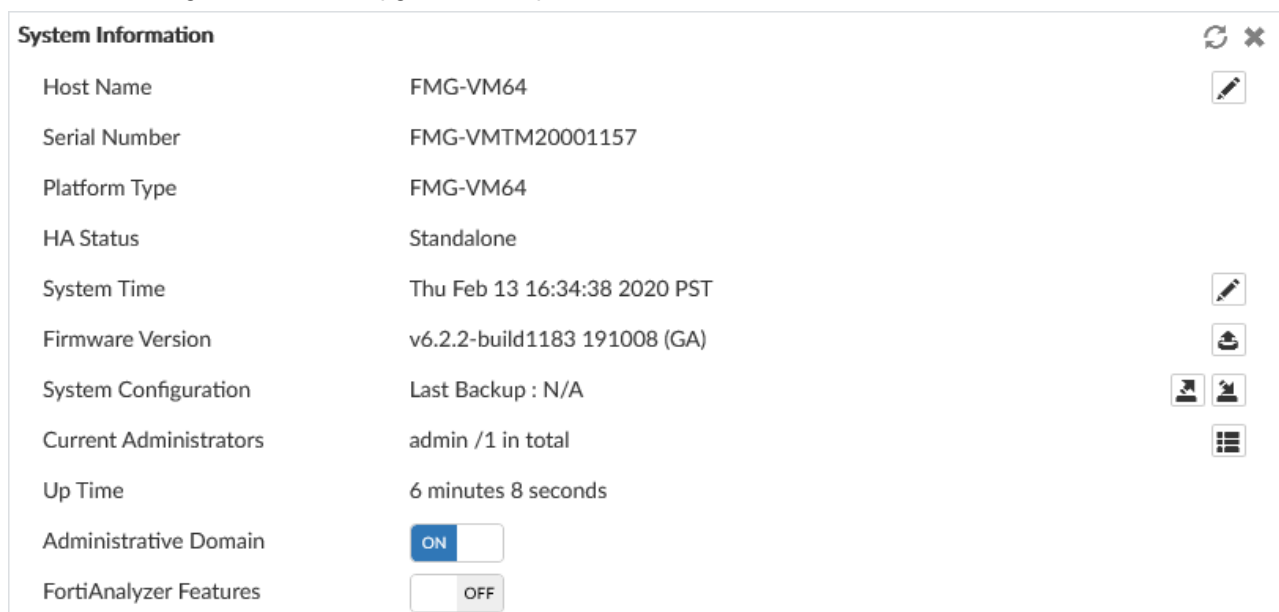 System Information
Host Name FMG-VM64
Serial Number FMG-VMTM20001157
Platform Type FMG-VM64
HA Status Standalone
System Time Thu Feb 13 16:34:38 2020 PST
Firmware Version v6.2.2-build1183 191008 (GA)
System Configuration Last Backup : N/A
Current Administrators admin /1 in total
Up Time 6 minutes 8 seconds
Administrative Domain ON
FortiAnalyzer Features OFF